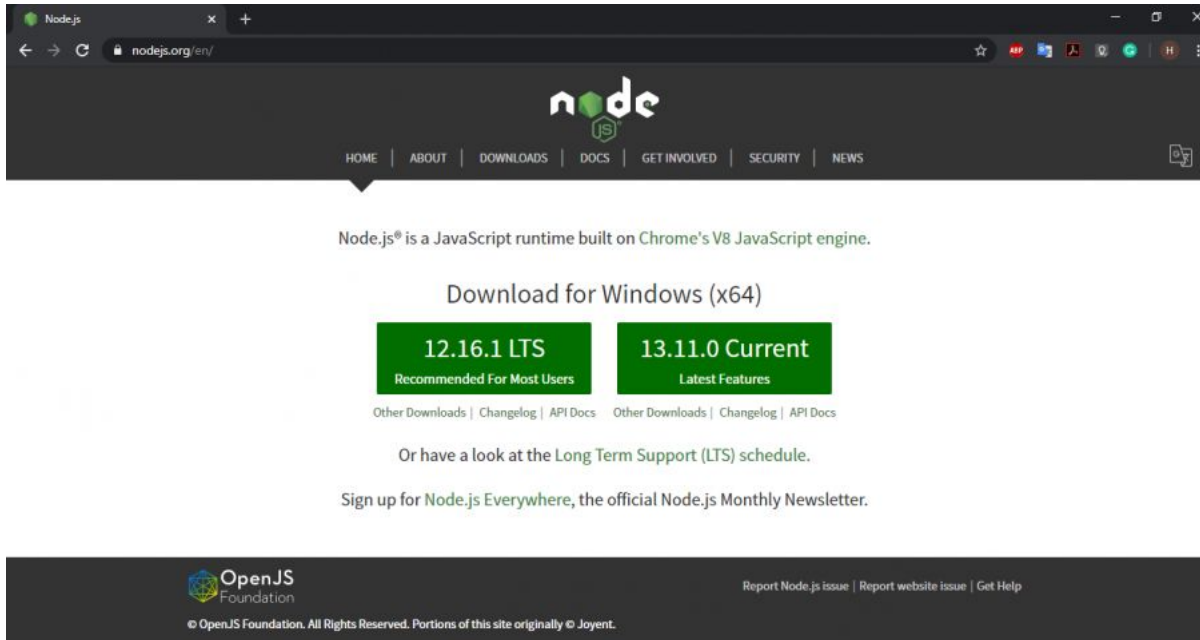 Node.js
nodejs.org/en/
ABP
H
node
JS
HOME | ABOUT | DOWNLOADS | DOCS | GET INVOLVED | SECURITY | NEWS
Node.js® is a JavaScript runtime built on Chrome's V8 JavaScript engine.
Download for Windows (x64)
12.16.1 LTS
Recommended For Most Users
13.11.0 Current
Latest Features
Other Downloads | Changelog | API Docs
Other Downloads | Changelog | API Docs
Or have a look at the Long Term Support (LTS) schedule.
Sign up for Node.js Everywhere, the official Node.js Monthly Newsletter.
OpenJS
Foundation
Report Node.js issue | Report website issue | Get Help
© OpenJS Foundation. All Rights Reserved. Portions of this site originally © Joyent.